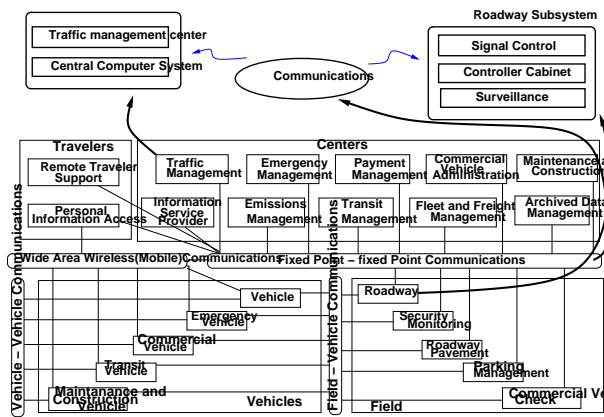 Roadway Subsystem
Traffic management center
Central Computer System
Communications
Signal Control
Controller Cabinet
Surveillance
Travelers
Centers
Remote Traveler
Support
Personal
Information Access
Traffic
Management
Emergency
Management
Payment
Management
Commercial
Vehicle
Administration
Maintenance a
Construction
Information
Service
Provider
Emissions
Management
Transit
Management
Fleet and Freight
Management
Archived Data
Management
Wide Area Wireless(Mobile)Communications
Fixed Point – fixed Point Communications
Vehicle – Vehicle Communications
Field – Vehicle Communications
Vehicle
Emergency
Vehicle
Commercial
Vehicle
Transit
Vehicle
Maintanance and
Construction
Vehicle
Vehicles
Roadway
Security
Monitoring
Roadway
Pavement
Parking
Management
Commercial Ve
Check
Field